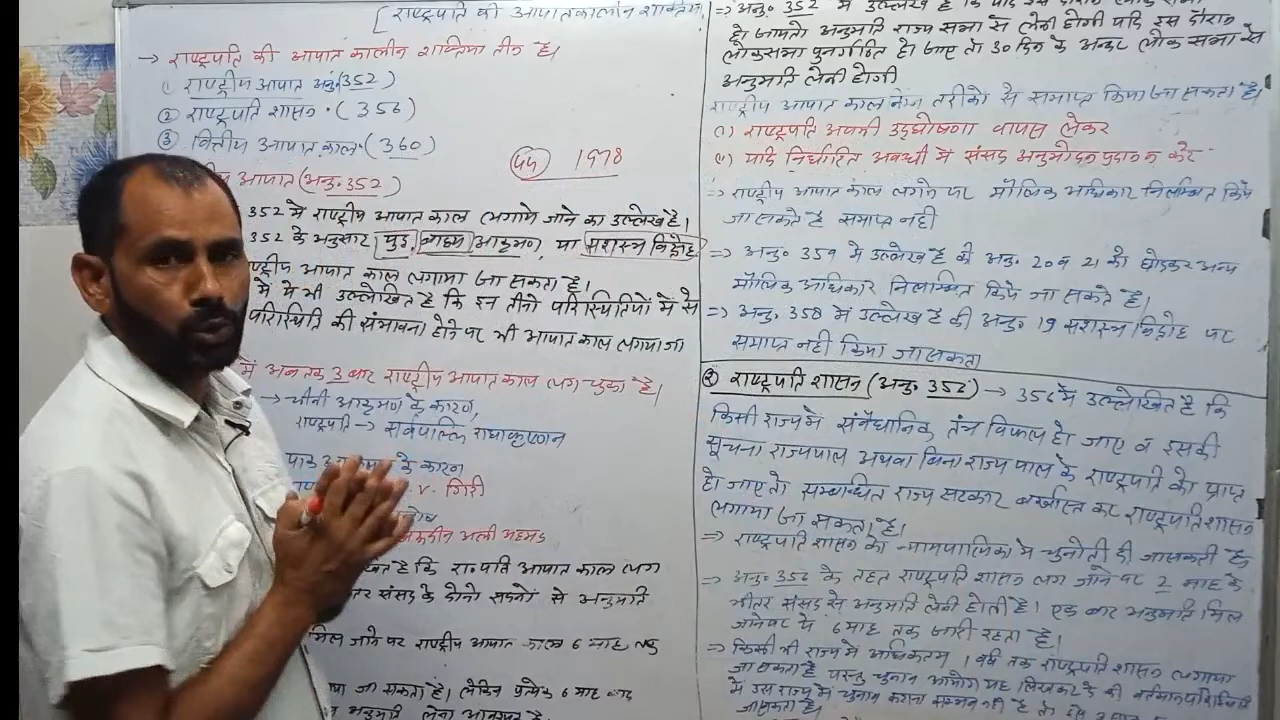 [ राष्ट्रपति की आपातकालीन शक्तियां
→ राष्ट्रपति की आपात कालीन शक्तियां तीन है।
① राष्ट्रीय आपात अनु॰(352)
② राष्ट्रपति शासन ॰ ( 356)
③ वित्तीय आपात काल॰ (360)
44 वां 1978
आपात (अनु॰ 352)
352 में राष्ट्रीय आपात काल लगाये जाने का उल्लेख है।
352 के अनुसार युद्ध, बाह्य आक्रमण, या सशस्त्र विद्रोह
आपात काल लगाया जा सकता है।
में ये भी उल्लेखित है कि इन तीनो परिस्थितियों में से
परिस्थिति की संभावना होने पर भी आपात काल लगाया जा
में अब तक 3 बार राष्ट्रीय आपात काल लग चुका है।
→ चीनी आक्रमण के कारण,
राष्ट्रपति → सर्वपल्लि राधाकृष्णन
पाक के कारण
V. गिरी
अली अहमद
है कि रा॰पति आपात काल लग
संसद के दोनो सदनों से अनुमति
मिल जाने पर राष्ट्रीय आपात काल 6 माह तक
जा सकता है। लेकिन प्रत्येक 6 माह बाद
अनुमति लेना आवश्यक है।
⇒ अनु॰ 352 में उल्लेख है कि यदि इस दौरान
हो जाये तो अनुमति राज्य सभा से लेनी होगी यदि इस दौरान
लोकसभा पुनर्गठित हो जाए तो 30 दिन के अन्दर लोक सभा से
अनुमति लेनी होगी
राष्ट्रीय आपात काल तरीको से समाप्त किया जा सकता है।
(i) राष्ट्रपति अपनी उद्घोषणा वापस लेकर
(ii) यदि निर्धारित अवधी में संसद अनुमोदन प्रदान न करे
⇒ राष्ट्रीय आपात काल लगने पर मौलिक अधिकार निलम्बित किये
जा सकते है समाप्त नही
⇒ अनु॰ 359 में उल्लेख है की अनु॰ 20 व 21 को छोडकर अन्य
मौलिक अधिकार निलम्बित किये जा सकते है।
⇒ अनु॰ 358 में उल्लेख है की अनु॰ 19 सशस्त्र विद्रोह पर
समाप्त नही किया जा सकता
② राष्ट्रपति शासन (अनु॰ 352) → 356 में उल्लेखित है कि
किसी राज्य में संवैधानिक तंत्र विफल हो जाए व इसकी
सूचना राज्यपाल अथवा बिना राज्यपाल के राष्ट्रपति को प्राप्त
हो जाए तो सम्बन्धित राज्य सरकार बर्खास्त कर राष्ट्रपति शासन
लगाया जा सकता है।
⇒ राष्ट्रपति शासन को न्यायपालिका में चुनोती दी जा सकती है
⇒ अनु॰ 356 के तहत राष्ट्रपति शासन लग जाने पर 2 माह के
भीतर संसद से अनुमति लेनी होती है। एक बार अनुमति मिल
जाने पर ये 6 माह तक जारी रहता है।
⇒ किसी भी राज्य में अधिकतम 1 वर्ष तक राष्ट्रपति शासन लगाया
जा सकता है परन्तु चुनाव आयोग यह लिखकर दे की वर्तमान परिस्थिति
में उस राज्य में चुनाव कराना सम्भव नही है तो
जा सकता है।